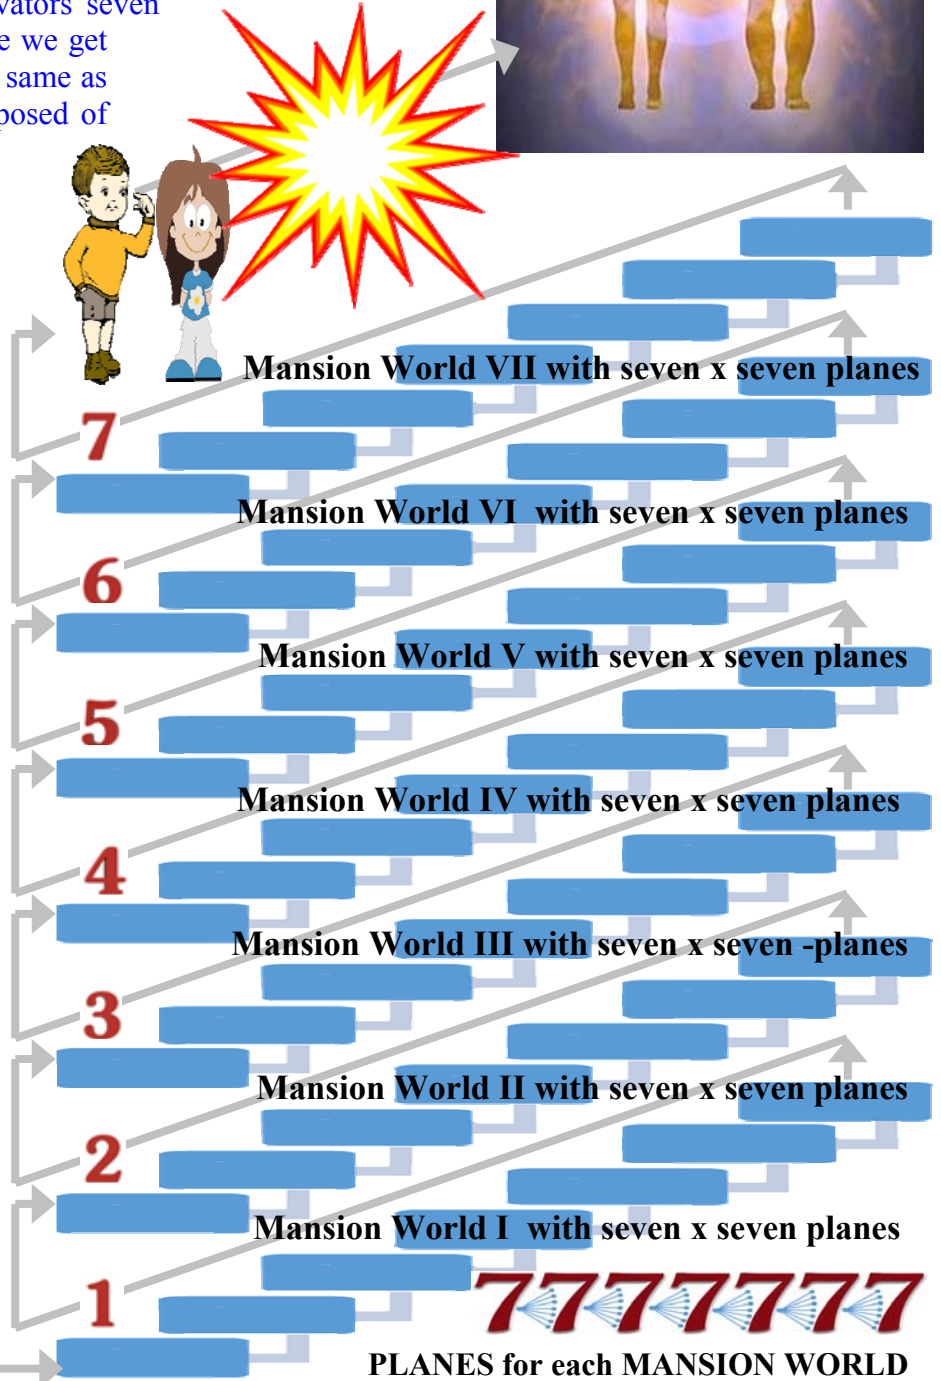 vators seven
e we get
same as
posed of
Mansion World VII with seven x seven planes
7
Mansion World VI with seven x seven planes
6
Mansion World V with seven x seven planes
5
Mansion World IV with seven x seven planes
4
Mansion World III with seven x seven -planes
3
Mansion World II with seven x seven planes
2
Mansion World I with seven x seven planes
1
7777777
PLANES for each MANSION WORLD